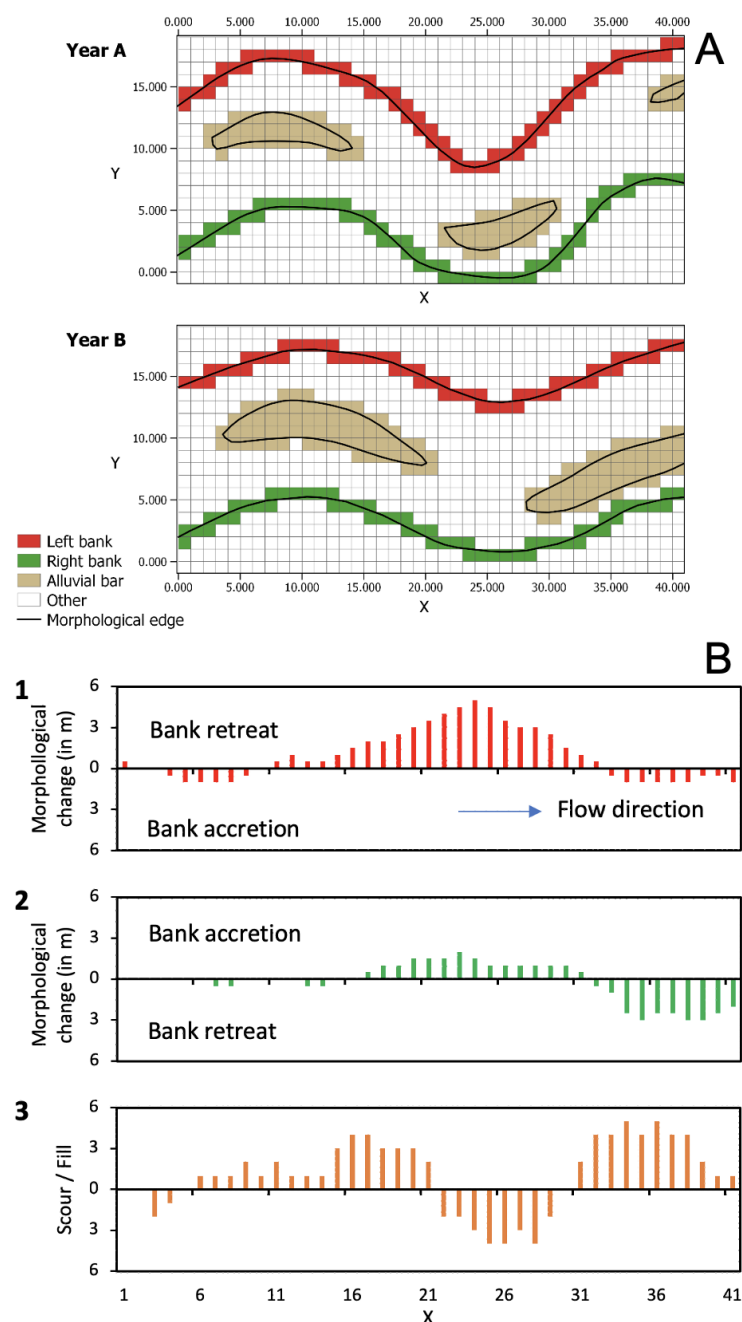 0.000 5.000 10.000 15.000 20.000 25.000 30.000 35.000 40.000
Year A
A
15.000
10.000
Y
5.000
0.000
X
Year B
15.000
10.000
Y
5.000
0.000
Left bank
Right bank
Alluvial bar
Other
Morphological edge
0.000 5.000 10.000 15.000 20.000 25.000 30.000 35.000 40.000
X
B
1
Morphollogical
change (in m)
6
3
0
3
6
Bank retreat
Bank accretion
Flow direction
2
Morphological
change (in m)
6
3
0
3
6
Bank accretion
Bank retreat
3
Scour / Fill
6
3
0
3
6
1 6 11 16 21 26 31 36 41
X